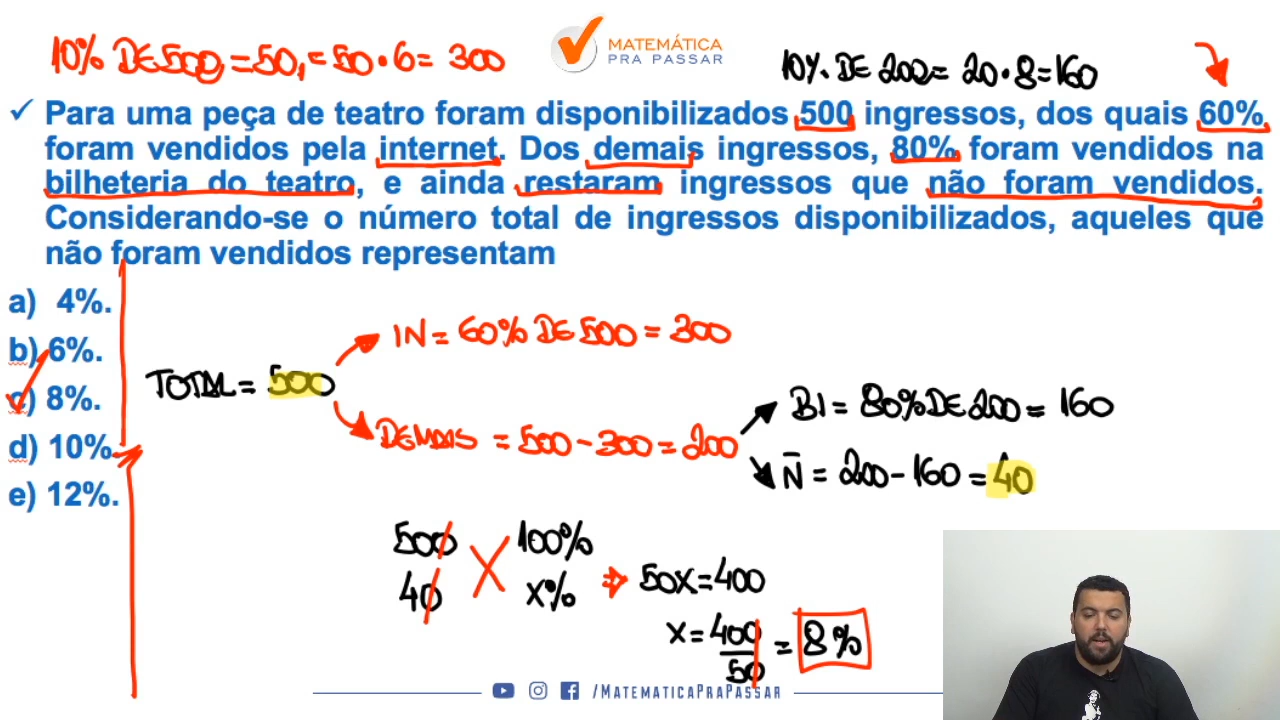 10% DE 500 = 50, = 50 • 6 = 300
MATEMÁTICA
PRA PASSAR
10% DE 200 = 20 • 8 = 160
✓ Para uma peça de teatro foram disponibilizados 500 ingressos, dos quais 60%
foram vendidos pela internet. Dos demais ingressos, 80% foram vendidos na
bilheteria do teatro, e ainda restaram ingressos que não foram vendidos.
Considerando-se o número total de ingressos disponibilizados, aqueles que
não foram vendidos representam
a) 4%.
b) 6%.
c) 8%.
d) 10%.
e) 12%.
TOTAL = 500
IN = 60% DE 500 = 300
DEMAIS = 500 - 300 = 200
BI = 80% DE 200 = 160
N̄ = 200 - 160 = 40
500 100%
40 X%
50X = 400
X = 400/50 = 8%
/MatematicaPraPassar